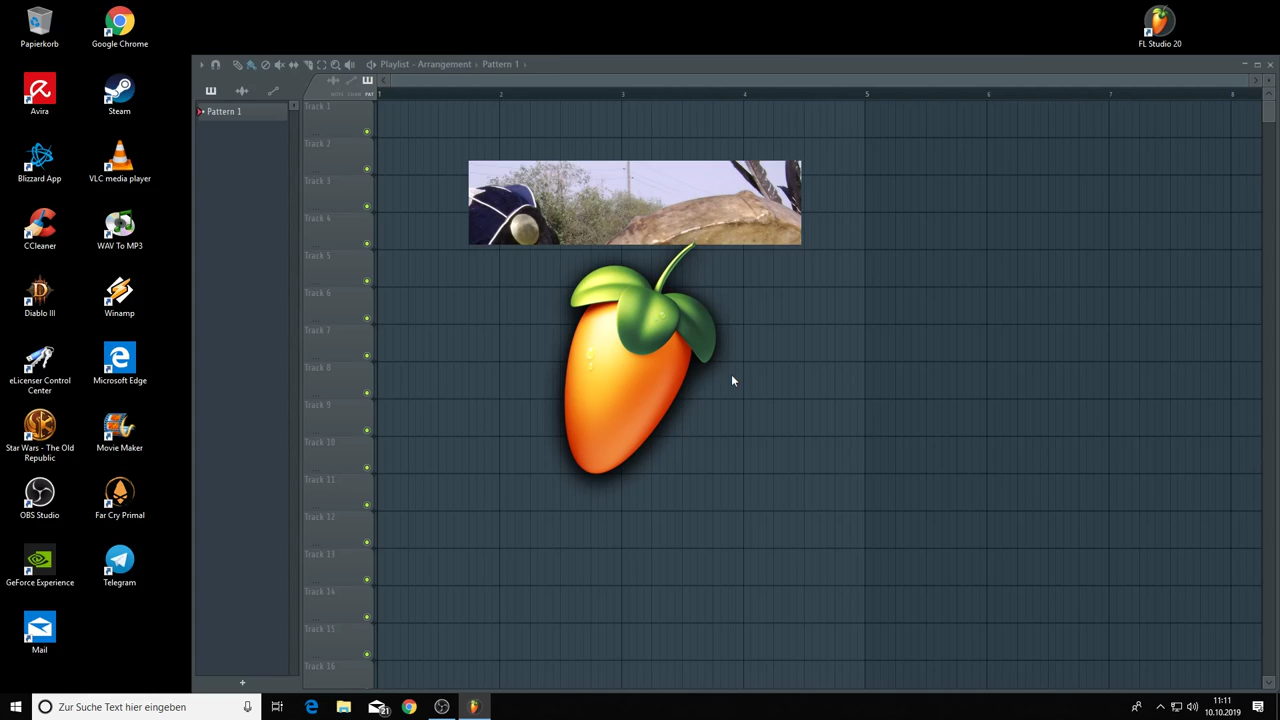 Papierkorb
Google Chrome
FL Studio 20
Avira
Steam
Blizzard App
VLC media player
CCleaner
WAV To MP3
Diablo III
Winamp
eLicenser Control
Center
Microsoft Edge
Star Wars - The Old
Republic
Movie Maker
OBS Studio
Far Cry Primal
GeForce Experience
Telegram
Mail
Playlist - Arrangement › Pattern 1 ›
NOTE CHAN PAT
1 2 3 4 5 6 7 8
Pattern 1
Track 1
Track 2
Track 3
Track 4
Track 5
Track 6
Track 7
Track 8
Track 9
Track 10
Track 11
Track 12
Track 13
Track 14
Track 15
Track 16
Zur Suche Text hier eingeben
21
11:11
10.10.2019